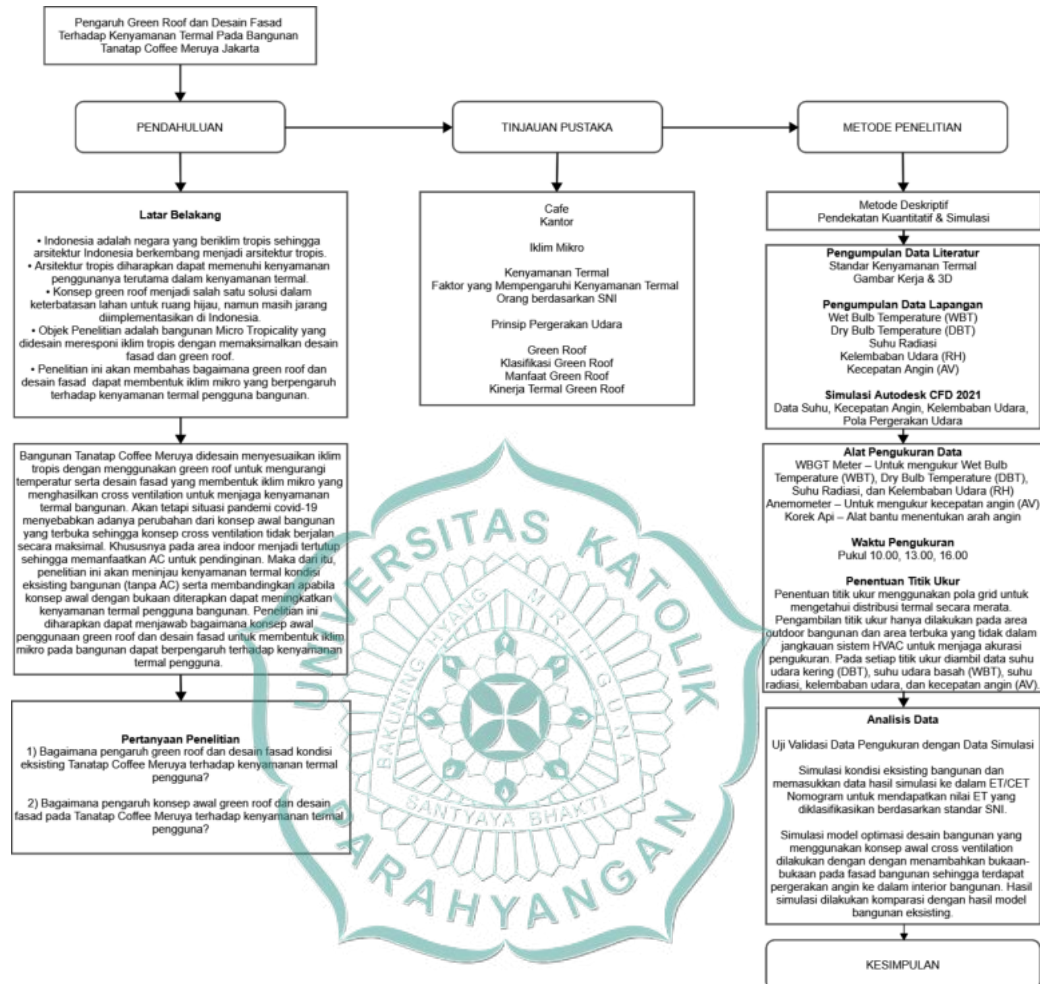 Pengaruh Green Roof dan Desain Fasad
Terhadap Kenyamanan Termal Pada Bangunan
Tanatap Coffee Meruya Jakarta
PENDAHULUAN
TINJAUAN PUSTAKA
METODE PENELITIAN
Latar Belakang
• Indonesia adalah negara yang beriklim tropis sehingga
arsitektur Indonesia berkembang menjadi arsitektur tropis.
• Arsitektur tropis diharapkan dapat memenuhi kenyamanan
penggunanya terutama dalam kenyamanan termal.
• Konsep green roof menjadi salah satu solusi dalam
keterbatasan lahan untuk ruang hijau, namun masih jarang
diimplementasikan di Indonesia.
• Objek Penelitian adalah bangunan Micro Tropicality yang
didesain meresponi iklim tropis dengan memaksimalkan desain
fasad dan green roof.
• Penelitian ini akan membahas bagaimana green roof dan
desain fasad dapat membentuk iklim mikro yang berpengaruh
terhadap kenyamanan termal pengguna bangunan.
Bangunan Tanatap Coffee Meruya didesain menyesuaikan iklim
tropis dengan menggunakan green roof untuk mengurangi
temperatur serta desain fasad yang membentuk iklim mikro yang
menghasilkan cross ventilation untuk menjaga kenyamanan
termal bangunan. Akan tetapi situasi pandemi covid-19
menyebabkan adanya perubahan dari konsep awal bangunan
yang terbuka sehingga konsep cross ventilation tidak berjalan
secara maksimal. Khususnya pada area indoor menjadi tertutup
sehingga memanfaatkan AC untuk pendinginan. Maka dari itu,
penelitian ini akan meninjau kenyamanan termal kondisi
eksisting bangunan (tanpa AC) serta membandingkan apabila
konsep awal dengan bukaan diterapkan dapat meningkatkan
kenyamanan termal pengguna bangunan. Penelitian ini
diharapkan dapat menjawab bagaimana konsep awal
penggunaan green roof dan desain fasad untuk membentuk iklim
mikro pada bangunan dapat berpengaruh terhadap kenyamanan
termal pengguna.
Pertanyaan Penelitian
1) Bagaimana pengaruh green roof dan desain fasad kondisi
eksisting Tanatap Coffee Meruya terhadap kenyamanan termal
pengguna?
2) Bagaimana pengaruh konsep awal green roof dan desain
fasad pada Tanatap Coffee Meruya terhadap kenyamanan termal
pengguna?
Cafe
Kantor
Iklim Mikro
Kenyamanan Termal
Faktor yang Mempengaruhi Kenyamanan Termal
Orang berdasarkan SNI
Prinsip Pergerakan Udara
Green Roof
Klasifikasi Green Roof
Manfaat Green Roof
Kinerja Termal Green Roof
Metode Deskriptif
Pendekatan Kuantitatif & Simulasi
Pengumpulan Data Literatur
Standar Kenyamanan Termal
Gambar Kerja & 3D
Pengumpulan Data Lapangan
Wet Bulb Temperature (WBT)
Dry Bulb Temperature (DBT)
Suhu Radiasi
Kelembaban Udara (RH)
Kecepatan Angin (AV)
Simulasi Autodesk CFD 2021
Data Suhu, Kecepatan Angin, Kelembaban Udara,
Pola Pergerakan Udara
Alat Pengukuran Data
WBGT Meter – Untuk mengukur Wet Bulb
Temperature (WBT), Dry Bulb Temperature (DBT),
Suhu Radiasi, dan Kelembaban Udara (RH)
Anemometer – Untuk mengukur kecepatan angin (AV)
Korek Api – Alat bantu menentukan arah angin
Waktu Pengukuran
Pukul 10.00, 13.00, 16.00
Penentuan Titik Ukur
Penentuan titik ukur menggunakan pola grid untuk
mengetahui distribusi termal secara merata.
Pengambilan titik ukur hanya dilakukan pada area
outdoor bangunan dan area terbuka yang tidak dalam
jangkauan sistem HVAC untuk menjaga akurasi
pengukuran. Pada setiap titik ukur diambil data suhu
udara kering (DBT), suhu udara basah (WBT), suhu
radiasi, kelembaban udara, dan kecepatan angin (AV).
Analisis Data
Uji Validasi Data Pengukuran dengan Data Simulasi
Simulasi kondisi eksisting bangunan dan
memasukkan data hasil simulasi ke dalam ET/CET
Nomogram untuk mendapatkan nilai ET yang
diklasifikasikan berdasarkan standar SNI.
Simulasi model optimasi desain bangunan yang
menggunakan konsep awal cross ventilation
dilakukan dengan dengan menambahkan bukaan-
bukaan pada fasad bangunan sehingga terdapat
pergerakan angin ke dalam interior bangunan. Hasil
simulasi dilakukan komparasi dengan hasil model
bangunan eksisting.
KESIMPULAN
UNIVERSITAS KATOLIK
PARAHYANGAN
BAKUNING HYANG MRIH GUNA
SANTYAYA BHAKTI